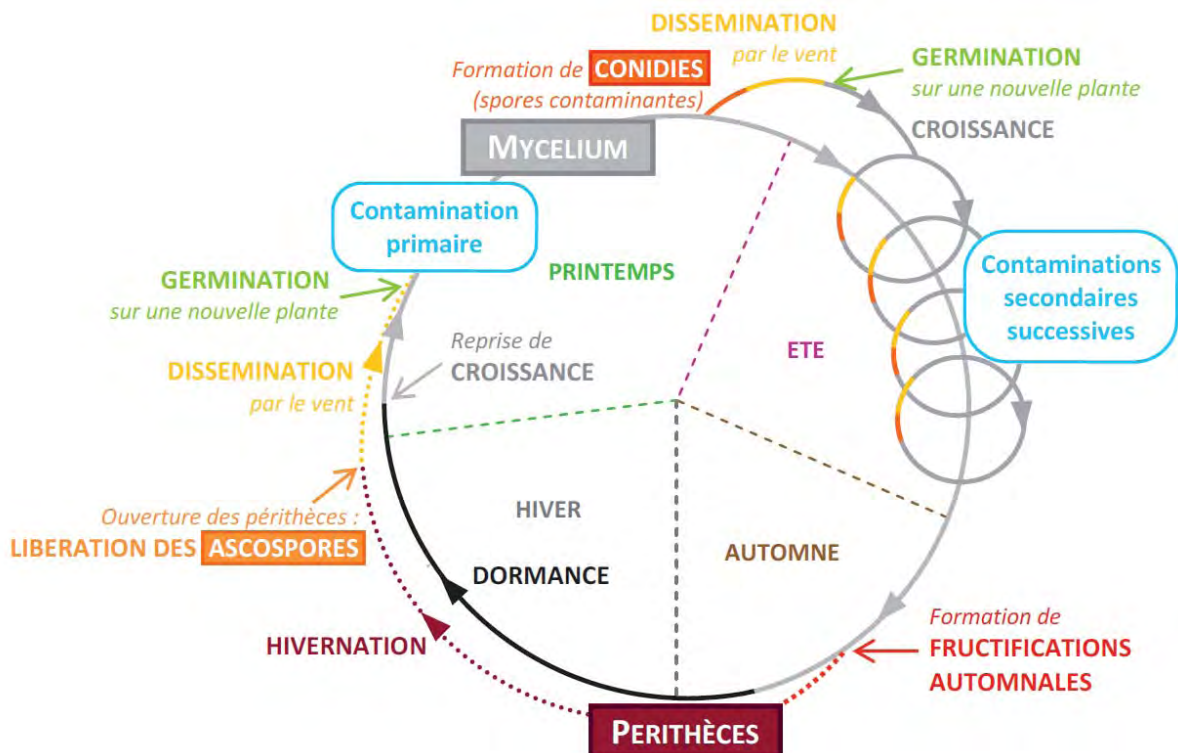 DISSEMINATION
par le vent
Formation de CONIDIES
(spores contaminantes)
GERMINATION
sur une nouvelle plante
CROISSANCE
MYCELIUM
Contamination
primaire
Contaminations
secondaires
successives
PRINTEMPS
GERMINATION
sur une nouvelle plante
ETE
Reprise de
CROISSANCE
DISSEMINATION
par le vent
HIVER
Ouverture des périthèces :
LIBERATION DES ASCOSPORES
AUTOMNE
DORMANCE
HIVERNATION
Formation de
FRUCTIFICATIONS
AUTOMNALES
PERITHÈCES